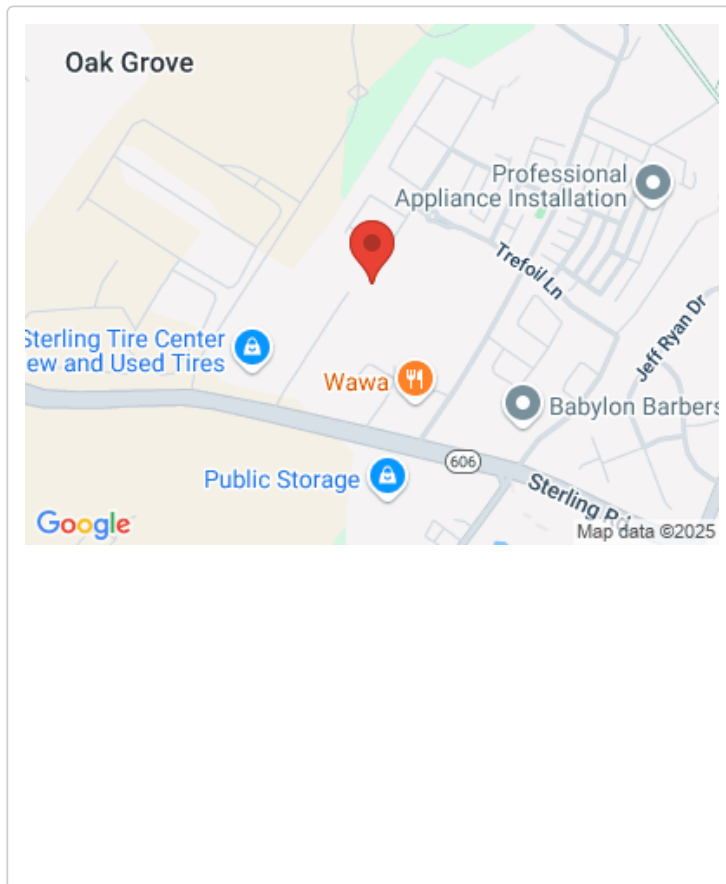 Oak Grove
Professional
Appliance Installation
Trefoil Ln
Jeff Ryan Dr
Sterling Tire Center
ew and Used Tires
Wawa
Babylon Barbers
606
Public Storage
Sterling Rd
Google
Map data ©2025